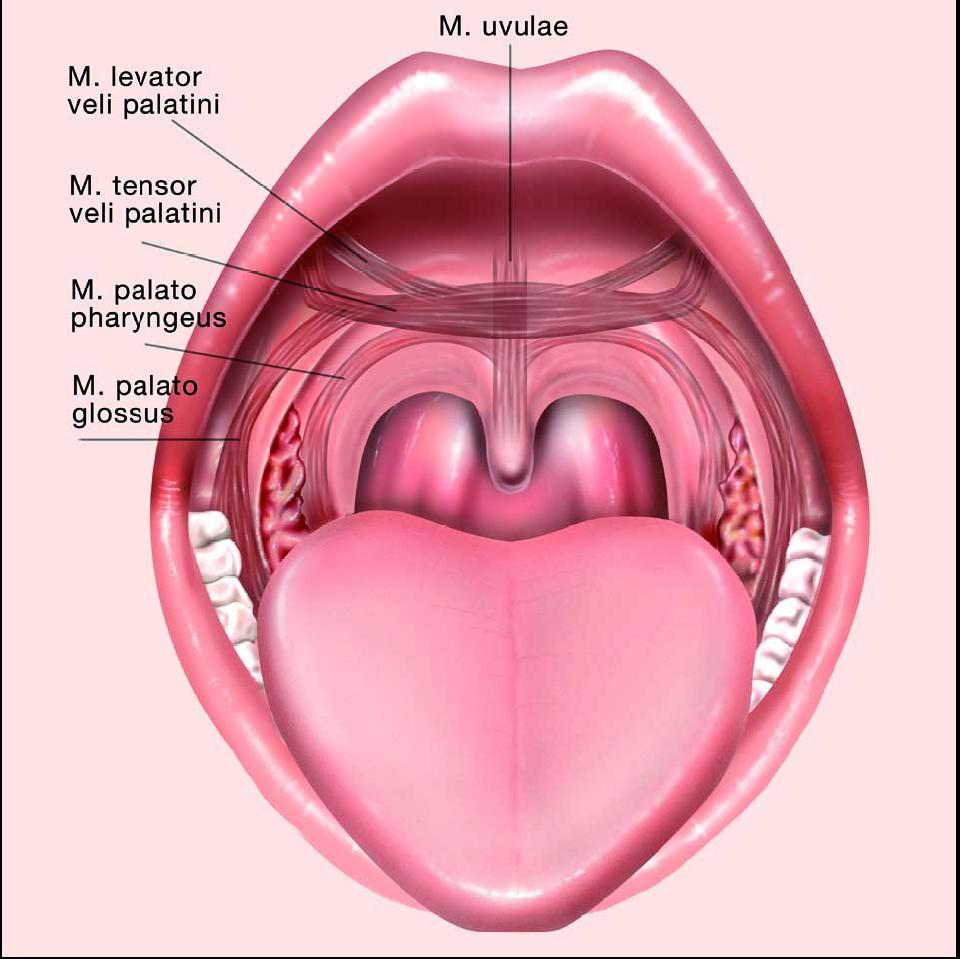 M. uvulae
M. levator
veli palatini
M. tensor
veli palatini
M. palato
pharyngeus
M. palato
glossus